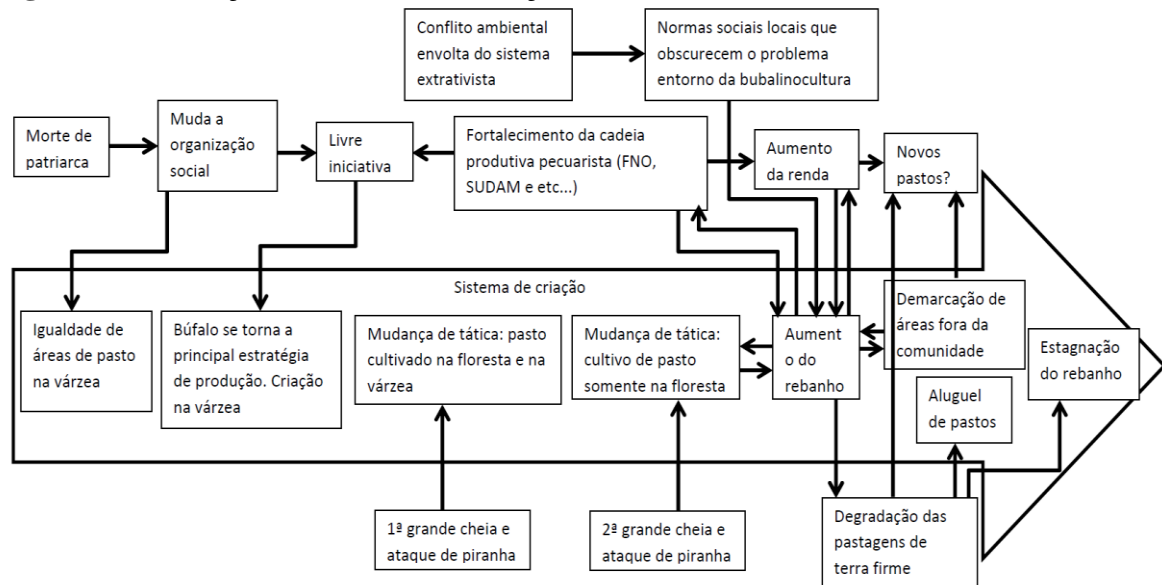 Conflito ambiental
envolta do sistema
extrativista
Normas sociais locais que
obscurecem o problema
entorno da bubalinocultura
Morte de
patriarca
Muda a
organização
social
Livre
iniciativa
Fortalecimento da cadeia
produtiva pecuarista (FNO,
SUDAM e etc...)
Aumento
da renda
Novos
pastos?
Sistema de criação
Igualdade de
áreas de pasto
na várzea
Búfalo se torna a
principal estratégia
de produção. Criação
na várzea
Mudança de tática: pasto
cultivado na floresta e na
várzea
Mudança de tática:
cultivo de pasto
somente na floresta
Aument
o do
rebanho
Demarcação de
áreas fora da
comunidade
Estagnação
do rebanho
Aluguel
de pastos
1ª grande cheia e
ataque de piranha
2ª grande cheia e
ataque de piranha
Degradação das
pastagens de
terra firme